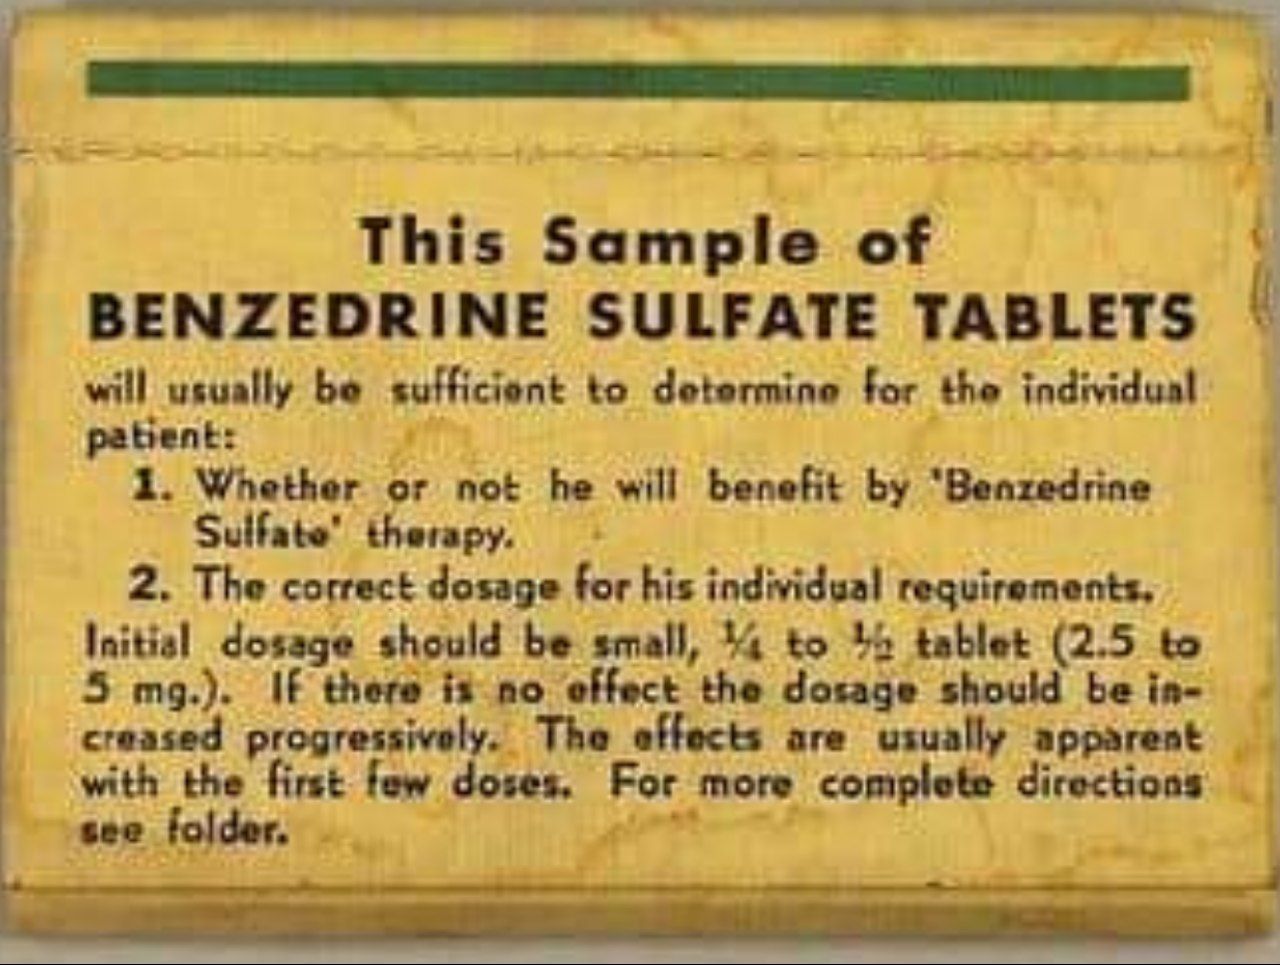 This Sample of
BENZEDRINE SULFATE TABLETS
will usually be sufficient to determine for the individual
patient:
1. Whether or not he will benefit by 'Benzedrine
Sulfate' therapy.
2. The correct dosage for his individual requirements.
Initial dosage should be small, ¼ to ½ tablet (2.5 to
5 mg.). If there is no effect the dosage should be in-
creased progressively. The effects are usually apparent
with the first few doses. For more complete directions
see folder.